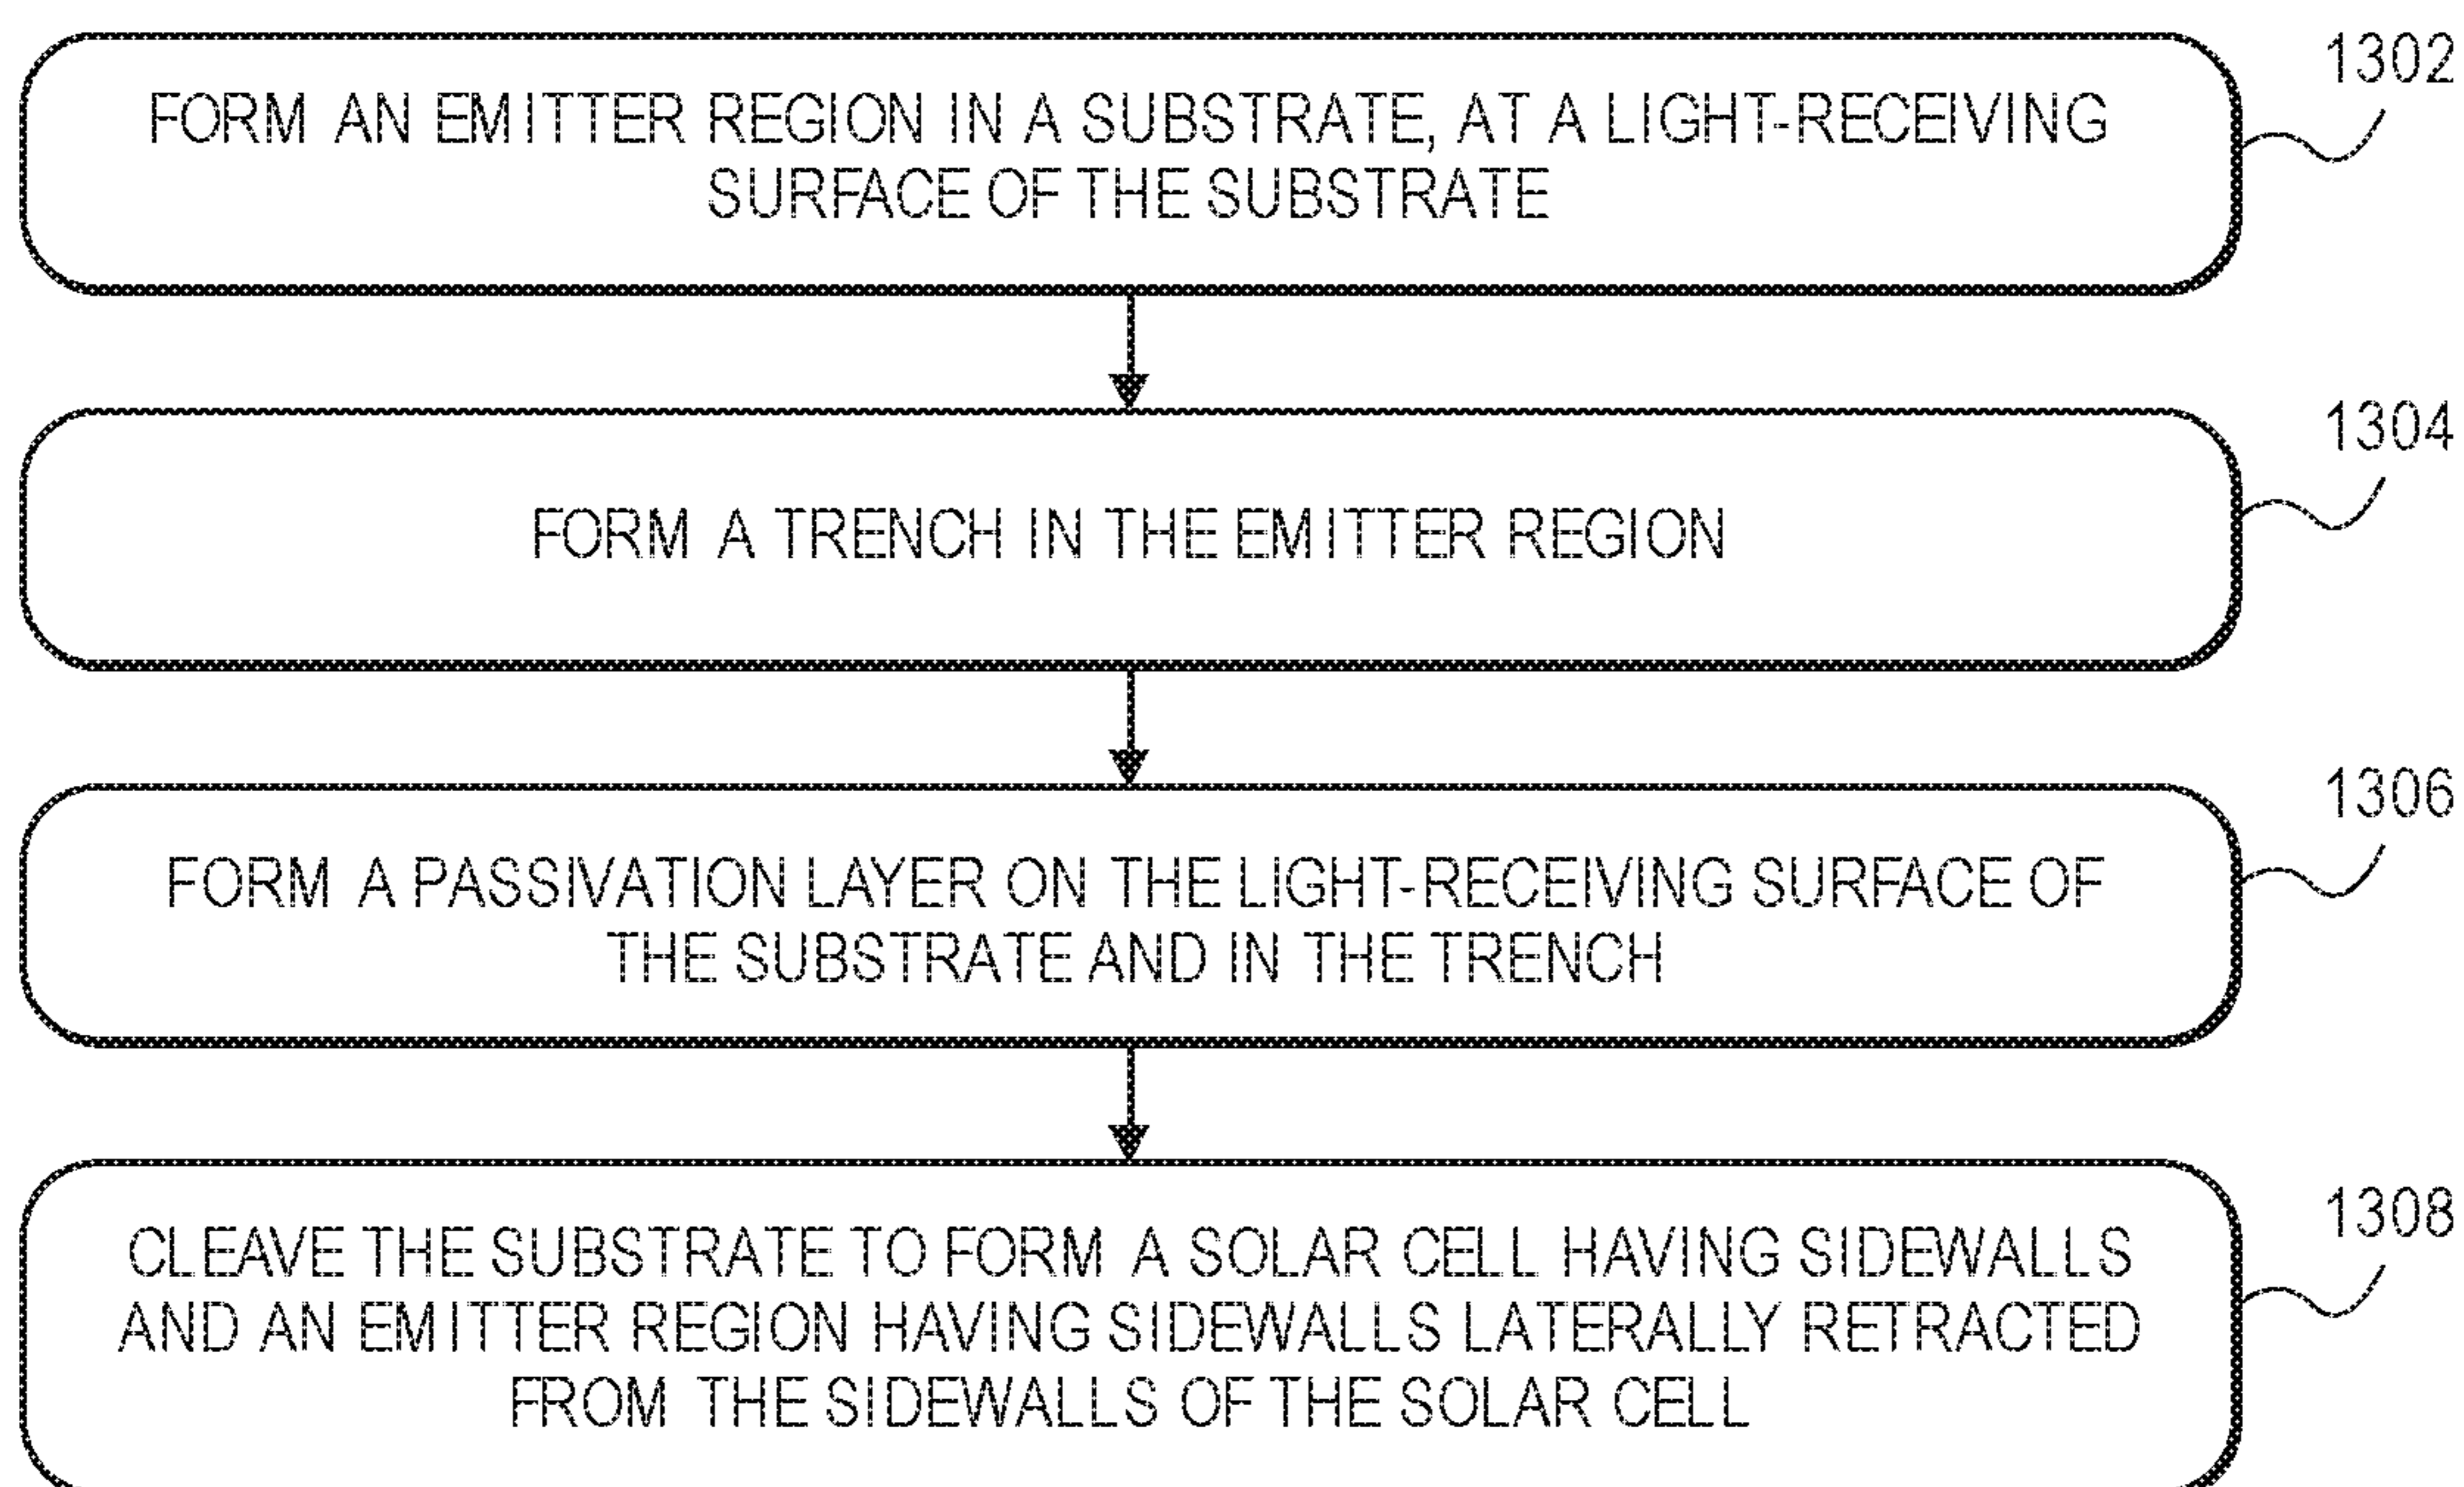 1302
FORM AN EMITTER REGION IN A SUBSTRATE, AT A LIGHT-RECEIVING
SURFACE OF THE SUBSTRATE
1304
FORM A TRENCH IN THE EMITTER REGION
1306
FORM A PASSIVATION LAYER ON THE LIGHT-RECEIVING SURFACE OF
THE SUBSTRATE AND IN THE TRENCH
1308
CLEAVE THE SUBSTRATE TO FORM A SOLAR CELL HAVING SIDEWALLS
AND AN EMITTER REGION HAVING SIDEWALLS LATERALLY RETRACTED
FROM THE SIDEWALLS OF THE SOLAR CELL